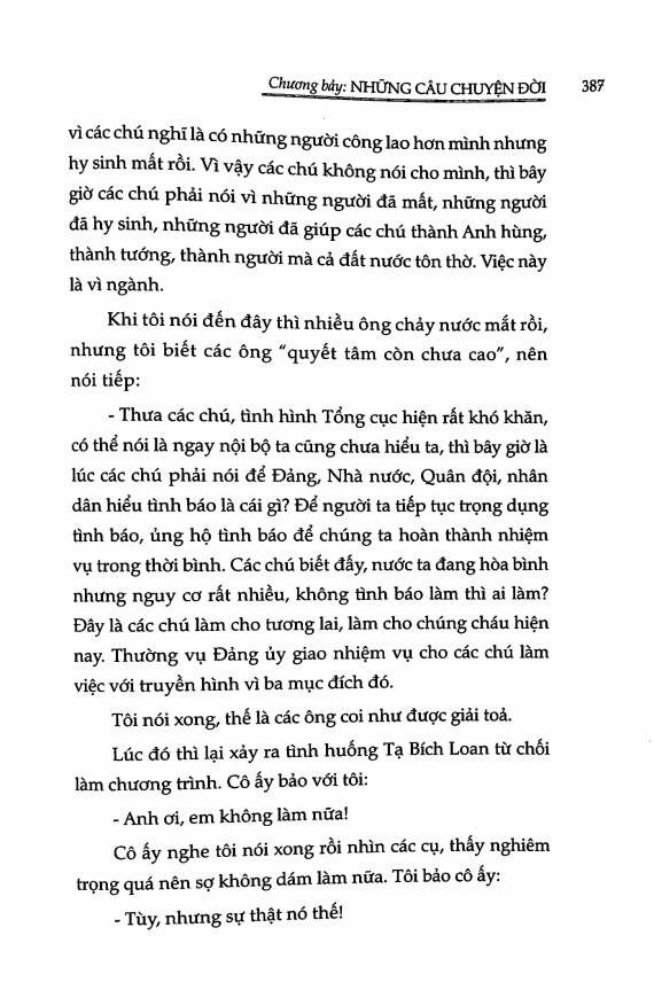 Chương bảy: NHỮNG CÂU CHUYỆN ĐỜI 387
vì các chú nghĩ là có những người công lao hơn mình nhưng
hy sinh mất rồi. Vì vậy các chú không nói cho mình, thì bây
giờ các chú phải nói vì những người đã mất, những người
đã hy sinh, những người đã giúp các chú thành Anh hùng,
thành tướng, thành người mà cả đất nước tôn thờ. Việc này
là vì ngành.
Khi tôi nói đến đây thì nhiều ông chảy nước mắt rồi,
nhưng tôi biết các ông "quyết tâm còn chưa cao", nên
nói tiếp:
- Thưa các chú, tình hình Tổng cục hiện rất khó khăn,
có thể nói là ngay nội bộ ta cũng chưa hiểu ta, thì bây giờ là
lúc các chú phải nói để Đảng, Nhà nước, Quân đội, nhân
dân hiểu tình báo là cái gì? Để người ta tiếp tục trọng dụng
tình báo, ủng hộ tình báo để chúng ta hoàn thành nhiệm
vụ trong thời bình. Các chú biết đấy, nước ta đang hòa bình
nhưng nguy cơ rất nhiều, không tình báo làm thì ai làm?
Đây là các chú làm cho tương lai, làm cho chúng cháu hiện
nay. Thường vụ Đảng ủy giao nhiệm vụ cho các chú làm
việc với truyền hình vì ba mục đích đó.
Tôi nói xong, thế là các ông coi như được giải toả.
Lúc đó thì lại xảy ra tình huống Tạ Bích Loan từ chối
làm chương trình. Cô ấy bảo với tôi:
- Anh ơi, em không làm nữa!
Cô ấy nghe tôi nói xong rồi nhìn các cụ, thấy nghiêm
trọng quá nên sợ không dám làm nữa. Tôi bảo cô ấy:
- Tùy, nhưng sự thật nó thế!